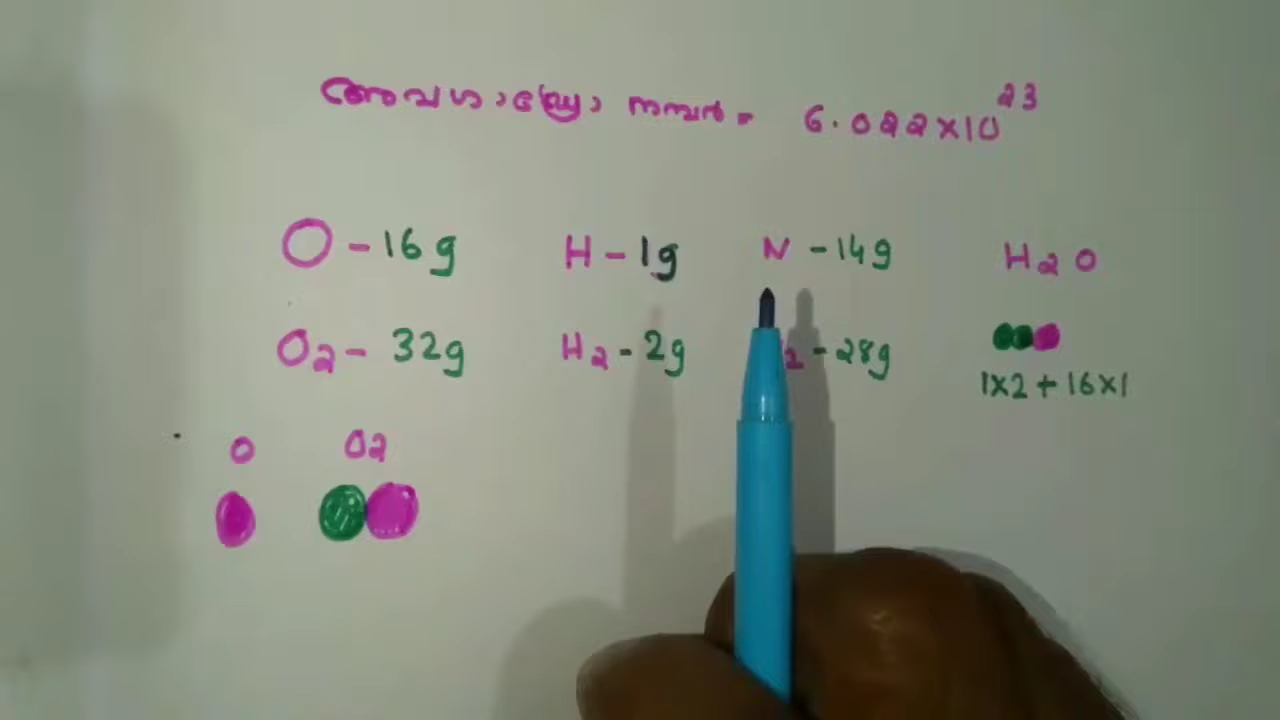 അവഗാഡ്രോ നമ്പർ = 6.022×10²³
O - 16g H - 1g N - 14g H2O
O2 - 32g H2 - 2g 2 - 28g
1×2 + 16×1
O O2